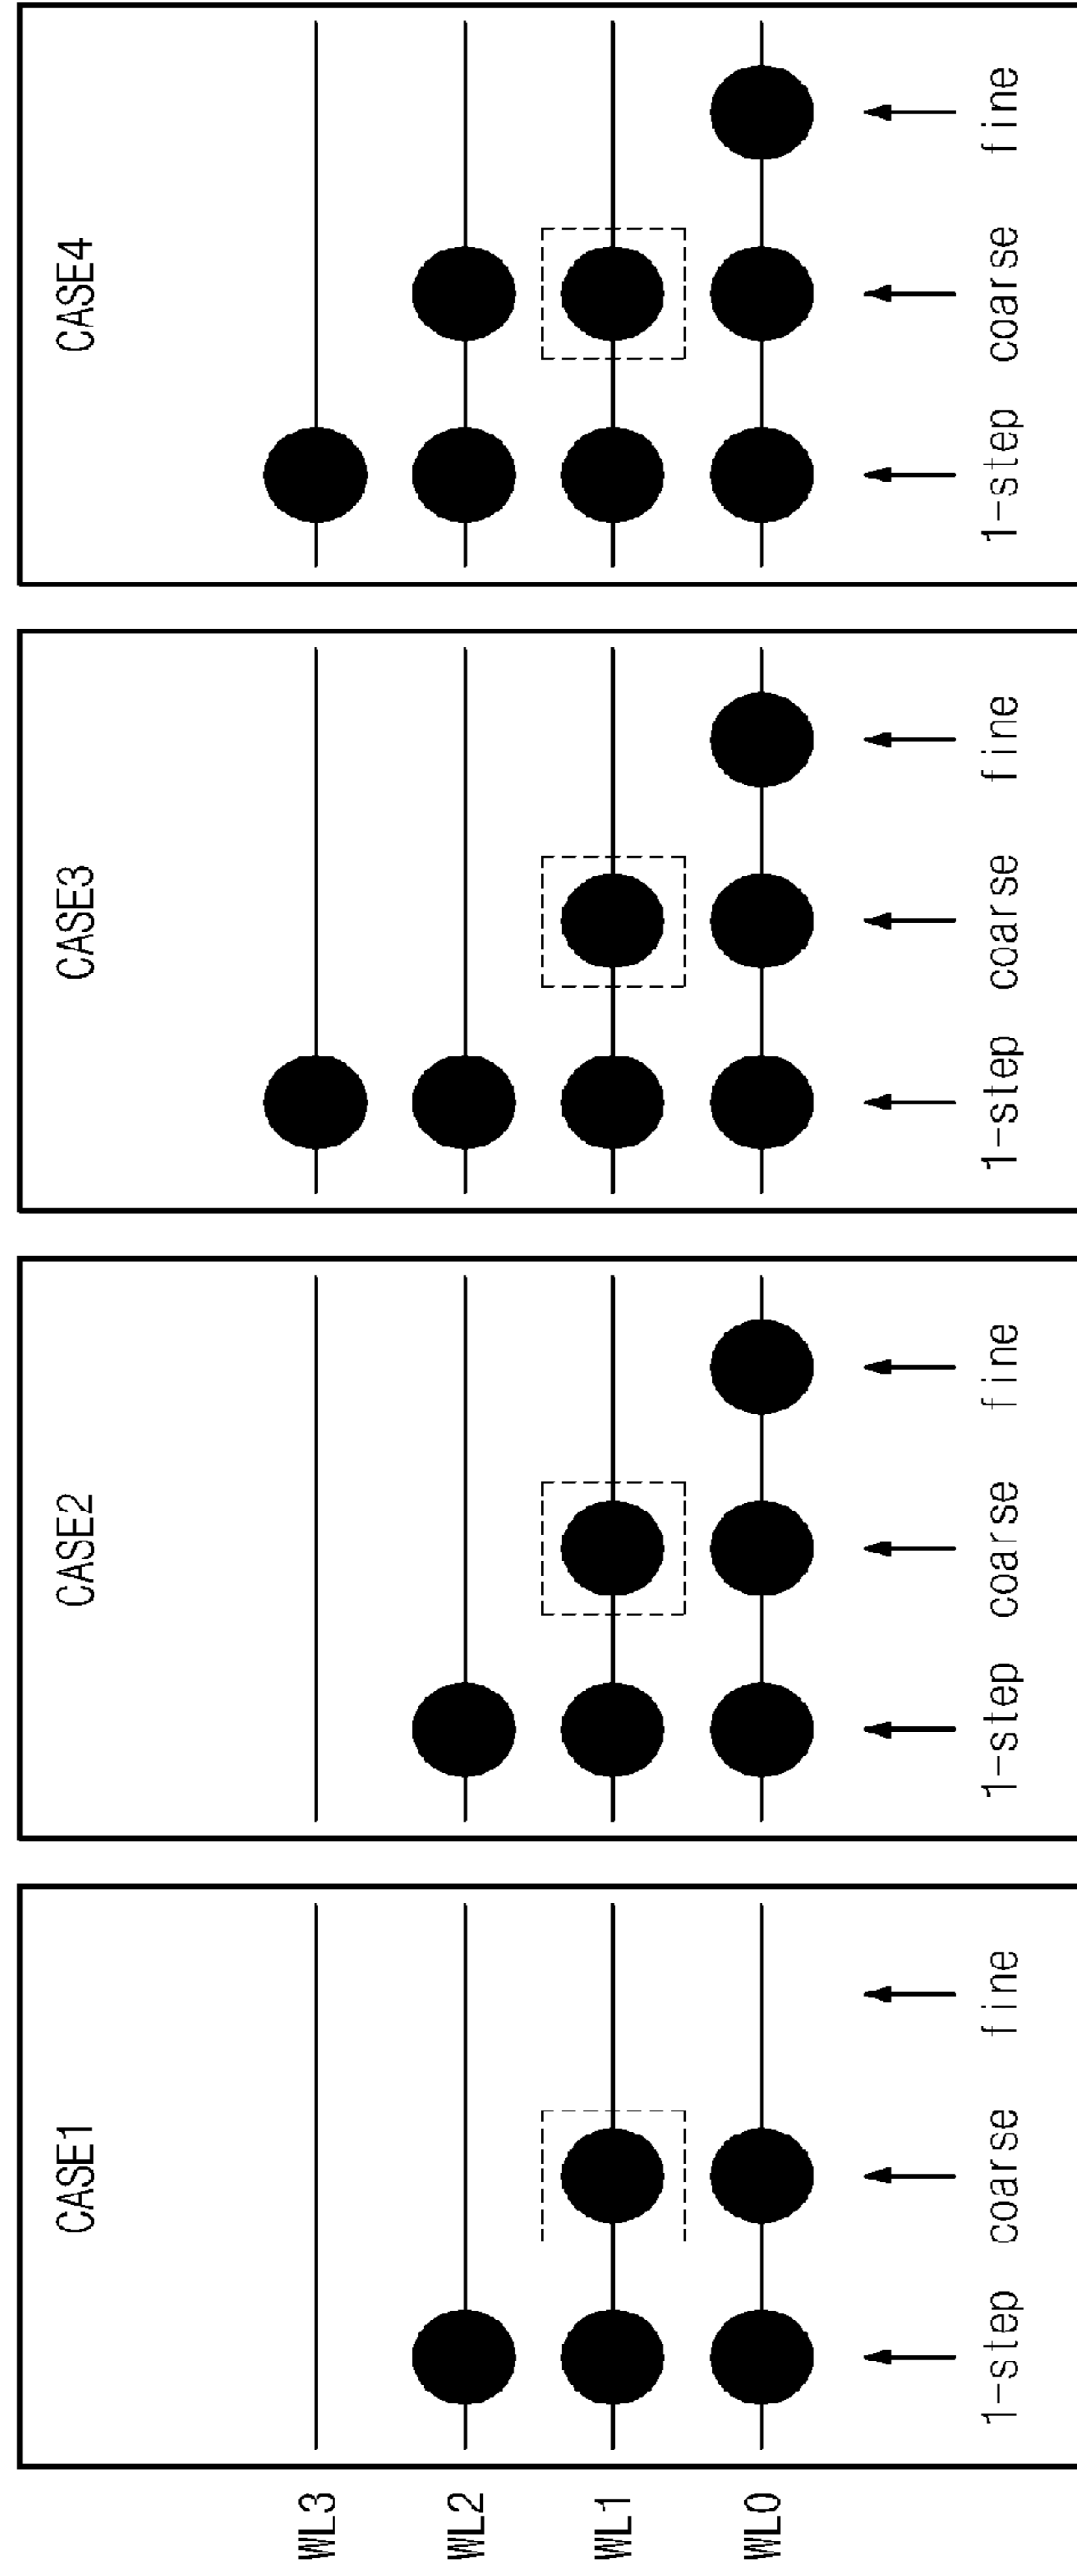 CASE1
CASE2
CASE3
CASE4
WL3
WL2
WL1
WL0
1-step coarse fine
1-step coarse fine
1-step coarse fine
1-step coarse fine